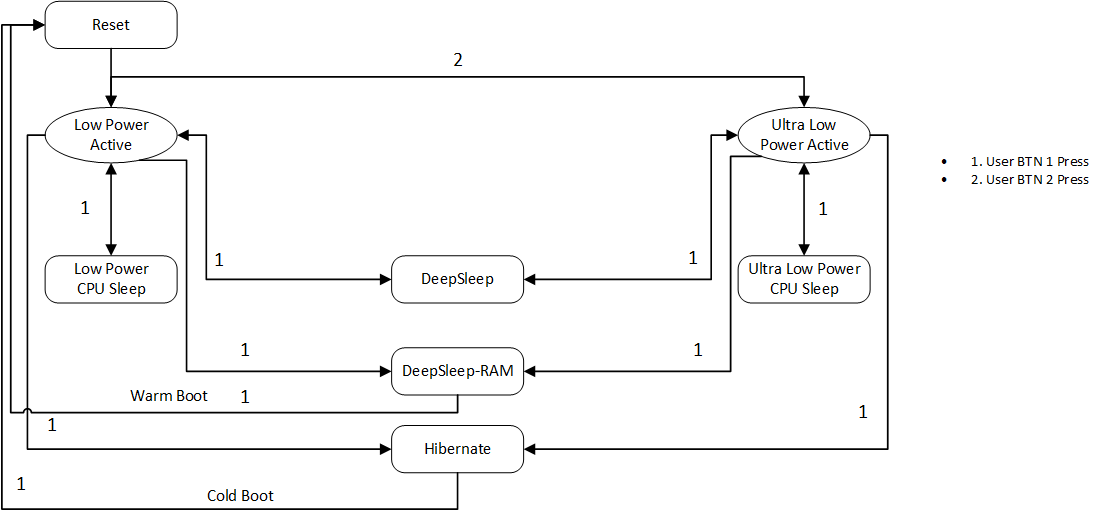 Reset
2
Low Power
Active
Ultra Low
Power Active
• 1. User BTN 1 Press
• 2. User BTN 2 Press
1
1
Low Power
CPU Sleep
1
DeepSleep
1
Ultra Low Power
CPU Sleep
1
DeepSleep-RAM
1
Warm Boot
1
1
1
Hibernate
1
Cold Boot